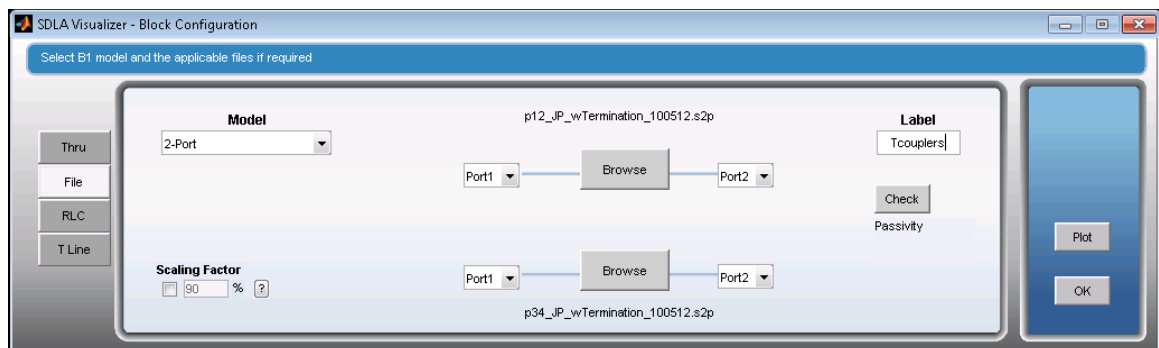 SDLA Visualizer - Block Configuration
Select B1 model and the applicable files if required
Thru
File
RLC
T Line
Model
2-Port
Scaling Factor
90 % ?
p12_JP_wTermination_100512.s2p
Port1 Browse Port2
Port1 Browse Port2
p34_JP_wTermination_100512.s2p
Label
Tcouplers
Check
Passivity
Plot
OK